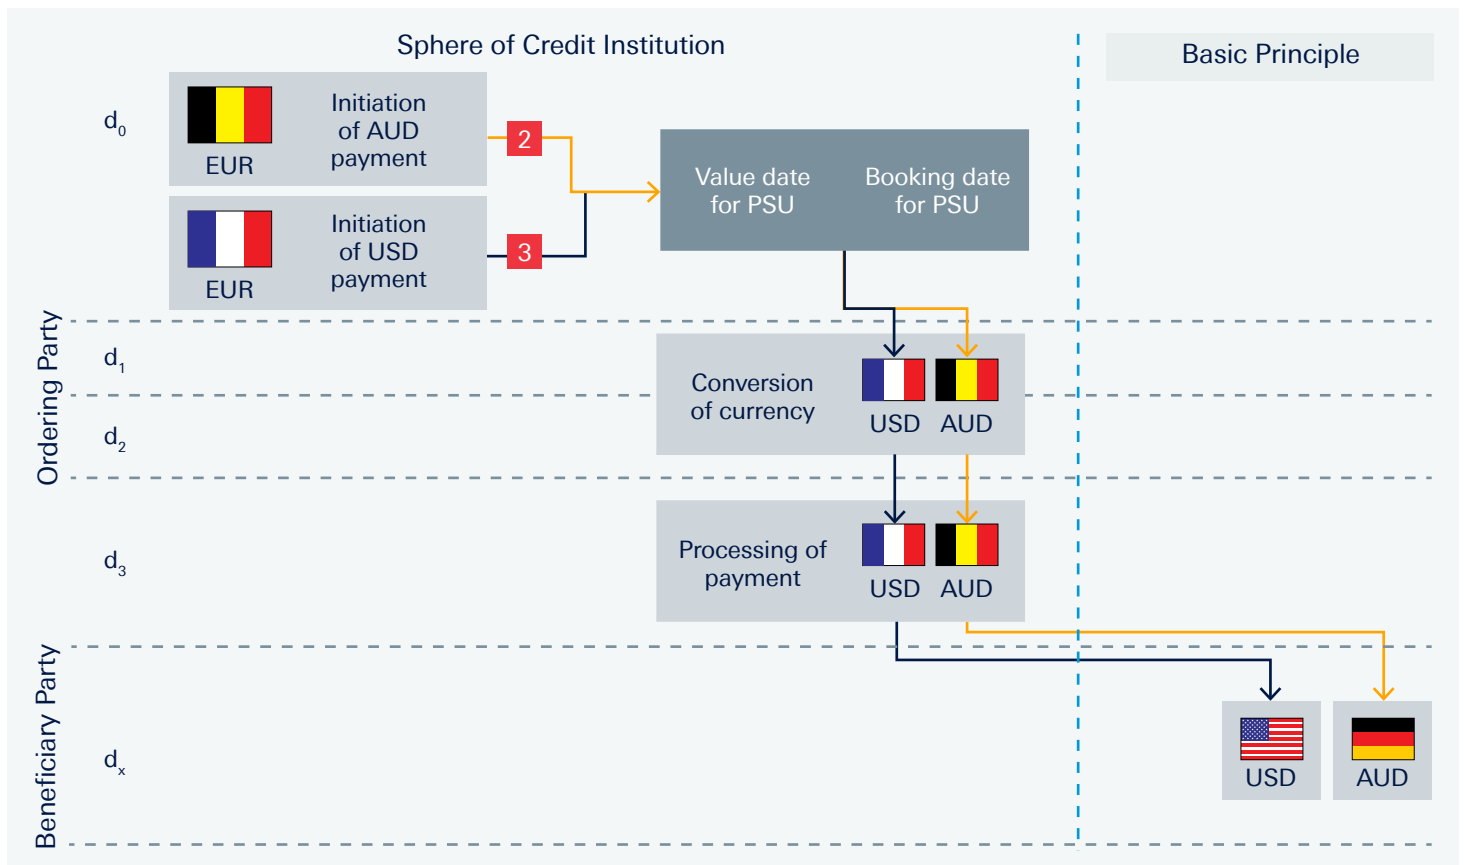 Sphere of Credit Institution
Basic Principle
d0
EUR
Initiation
of AUD
payment
2
EUR
Initiation
of USD
payment
3
Value date
for PSU
Booking date
for PSU
Ordering Party
d1
d2
Conversion
of currency
USD
AUD
d3
Processing of
payment
USD
AUD
Beneficiary Party
dx
USD
AUD